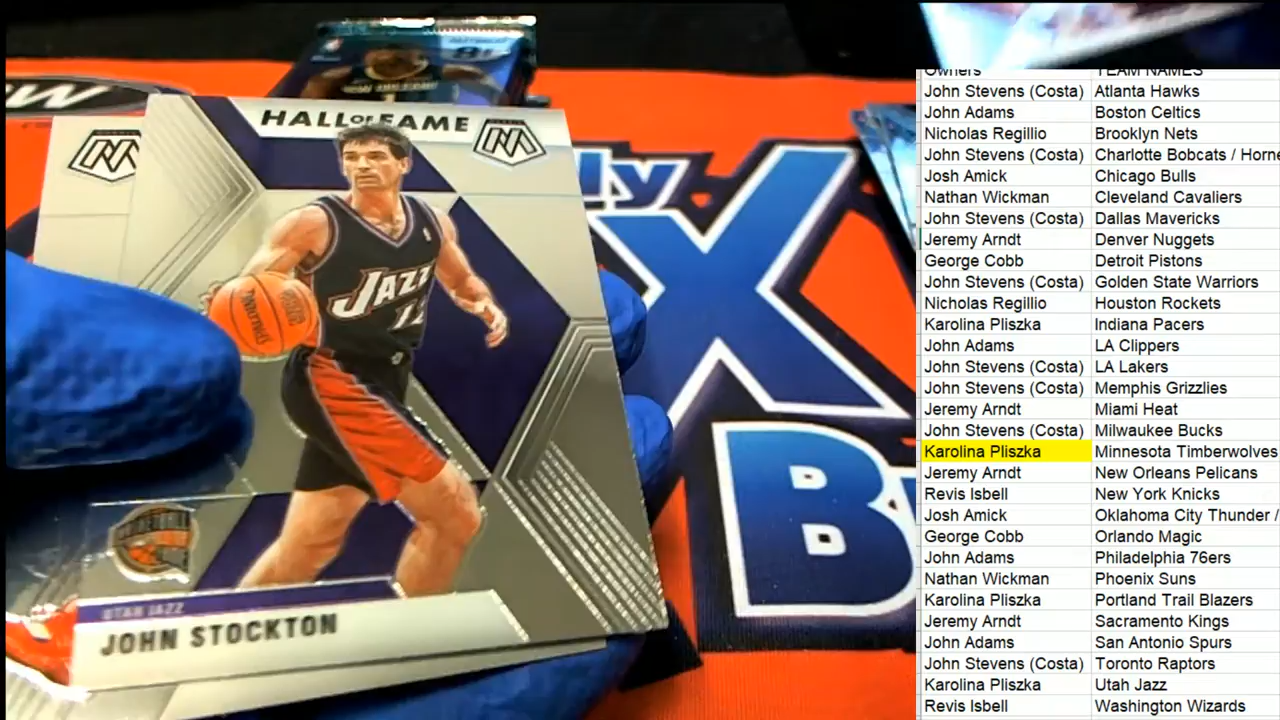 HALL OF FAME
JAZZ
12
UTAH JAZZ
JOHN STOCKTON
ly
X
B
Owners TEAM NAMES
John Stevens (Costa) Atlanta Hawks
John Adams Boston Celtics
Nicholas Regillio Brooklyn Nets
John Stevens (Costa) Charlotte Bobcats / Horne
Josh Amick Chicago Bulls
Nathan Wickman Cleveland Cavaliers
John Stevens (Costa) Dallas Mavericks
Jeremy Arndt Denver Nuggets
George Cobb Detroit Pistons
John Stevens (Costa) Golden State Warriors
Nicholas Regillio Houston Rockets
Karolina Pliszka Indiana Pacers
John Adams LA Clippers
John Stevens (Costa) LA Lakers
John Stevens (Costa) Memphis Grizzlies
Jeremy Arndt Miami Heat
John Stevens (Costa) Milwaukee Bucks
Karolina Pliszka Minnesota Timberwolves
Jeremy Arndt New Orleans Pelicans
Revis Isbell New York Knicks
Josh Amick Oklahoma City Thunder /
George Cobb Orlando Magic
John Adams Philadelphia 76ers
Nathan Wickman Phoenix Suns
Karolina Pliszka Portland Trail Blazers
Jeremy Arndt Sacramento Kings
John Adams San Antonio Spurs
John Stevens (Costa) Toronto Raptors
Karolina Pliszka Utah Jazz
Revis Isbell Washington Wizards